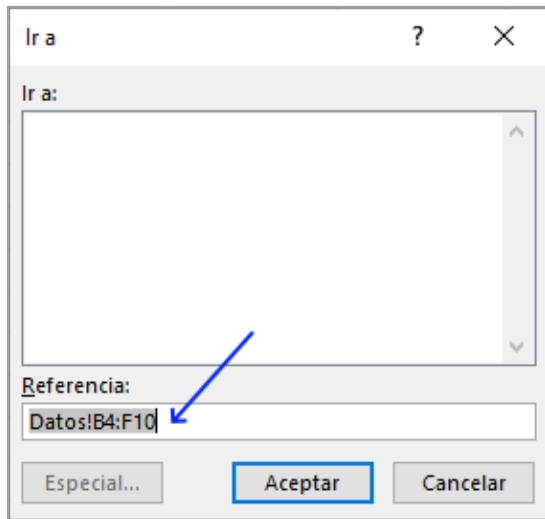 Ir a ? ×
Ir a:
Referencia:
Datos!B4:F10
Especial... Aceptar Cancelar